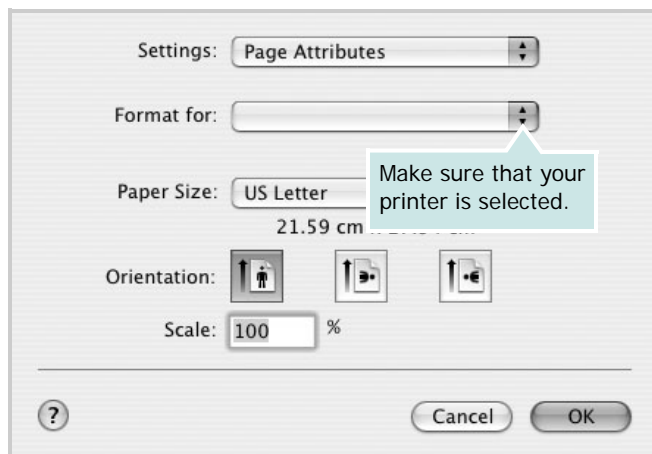 Settings: Page Attributes
Format for:
Make sure that your
printer is selected.
Paper Size: US Letter
21.59 cm
Orientation:
Scale: 100 %
? Cancel OK